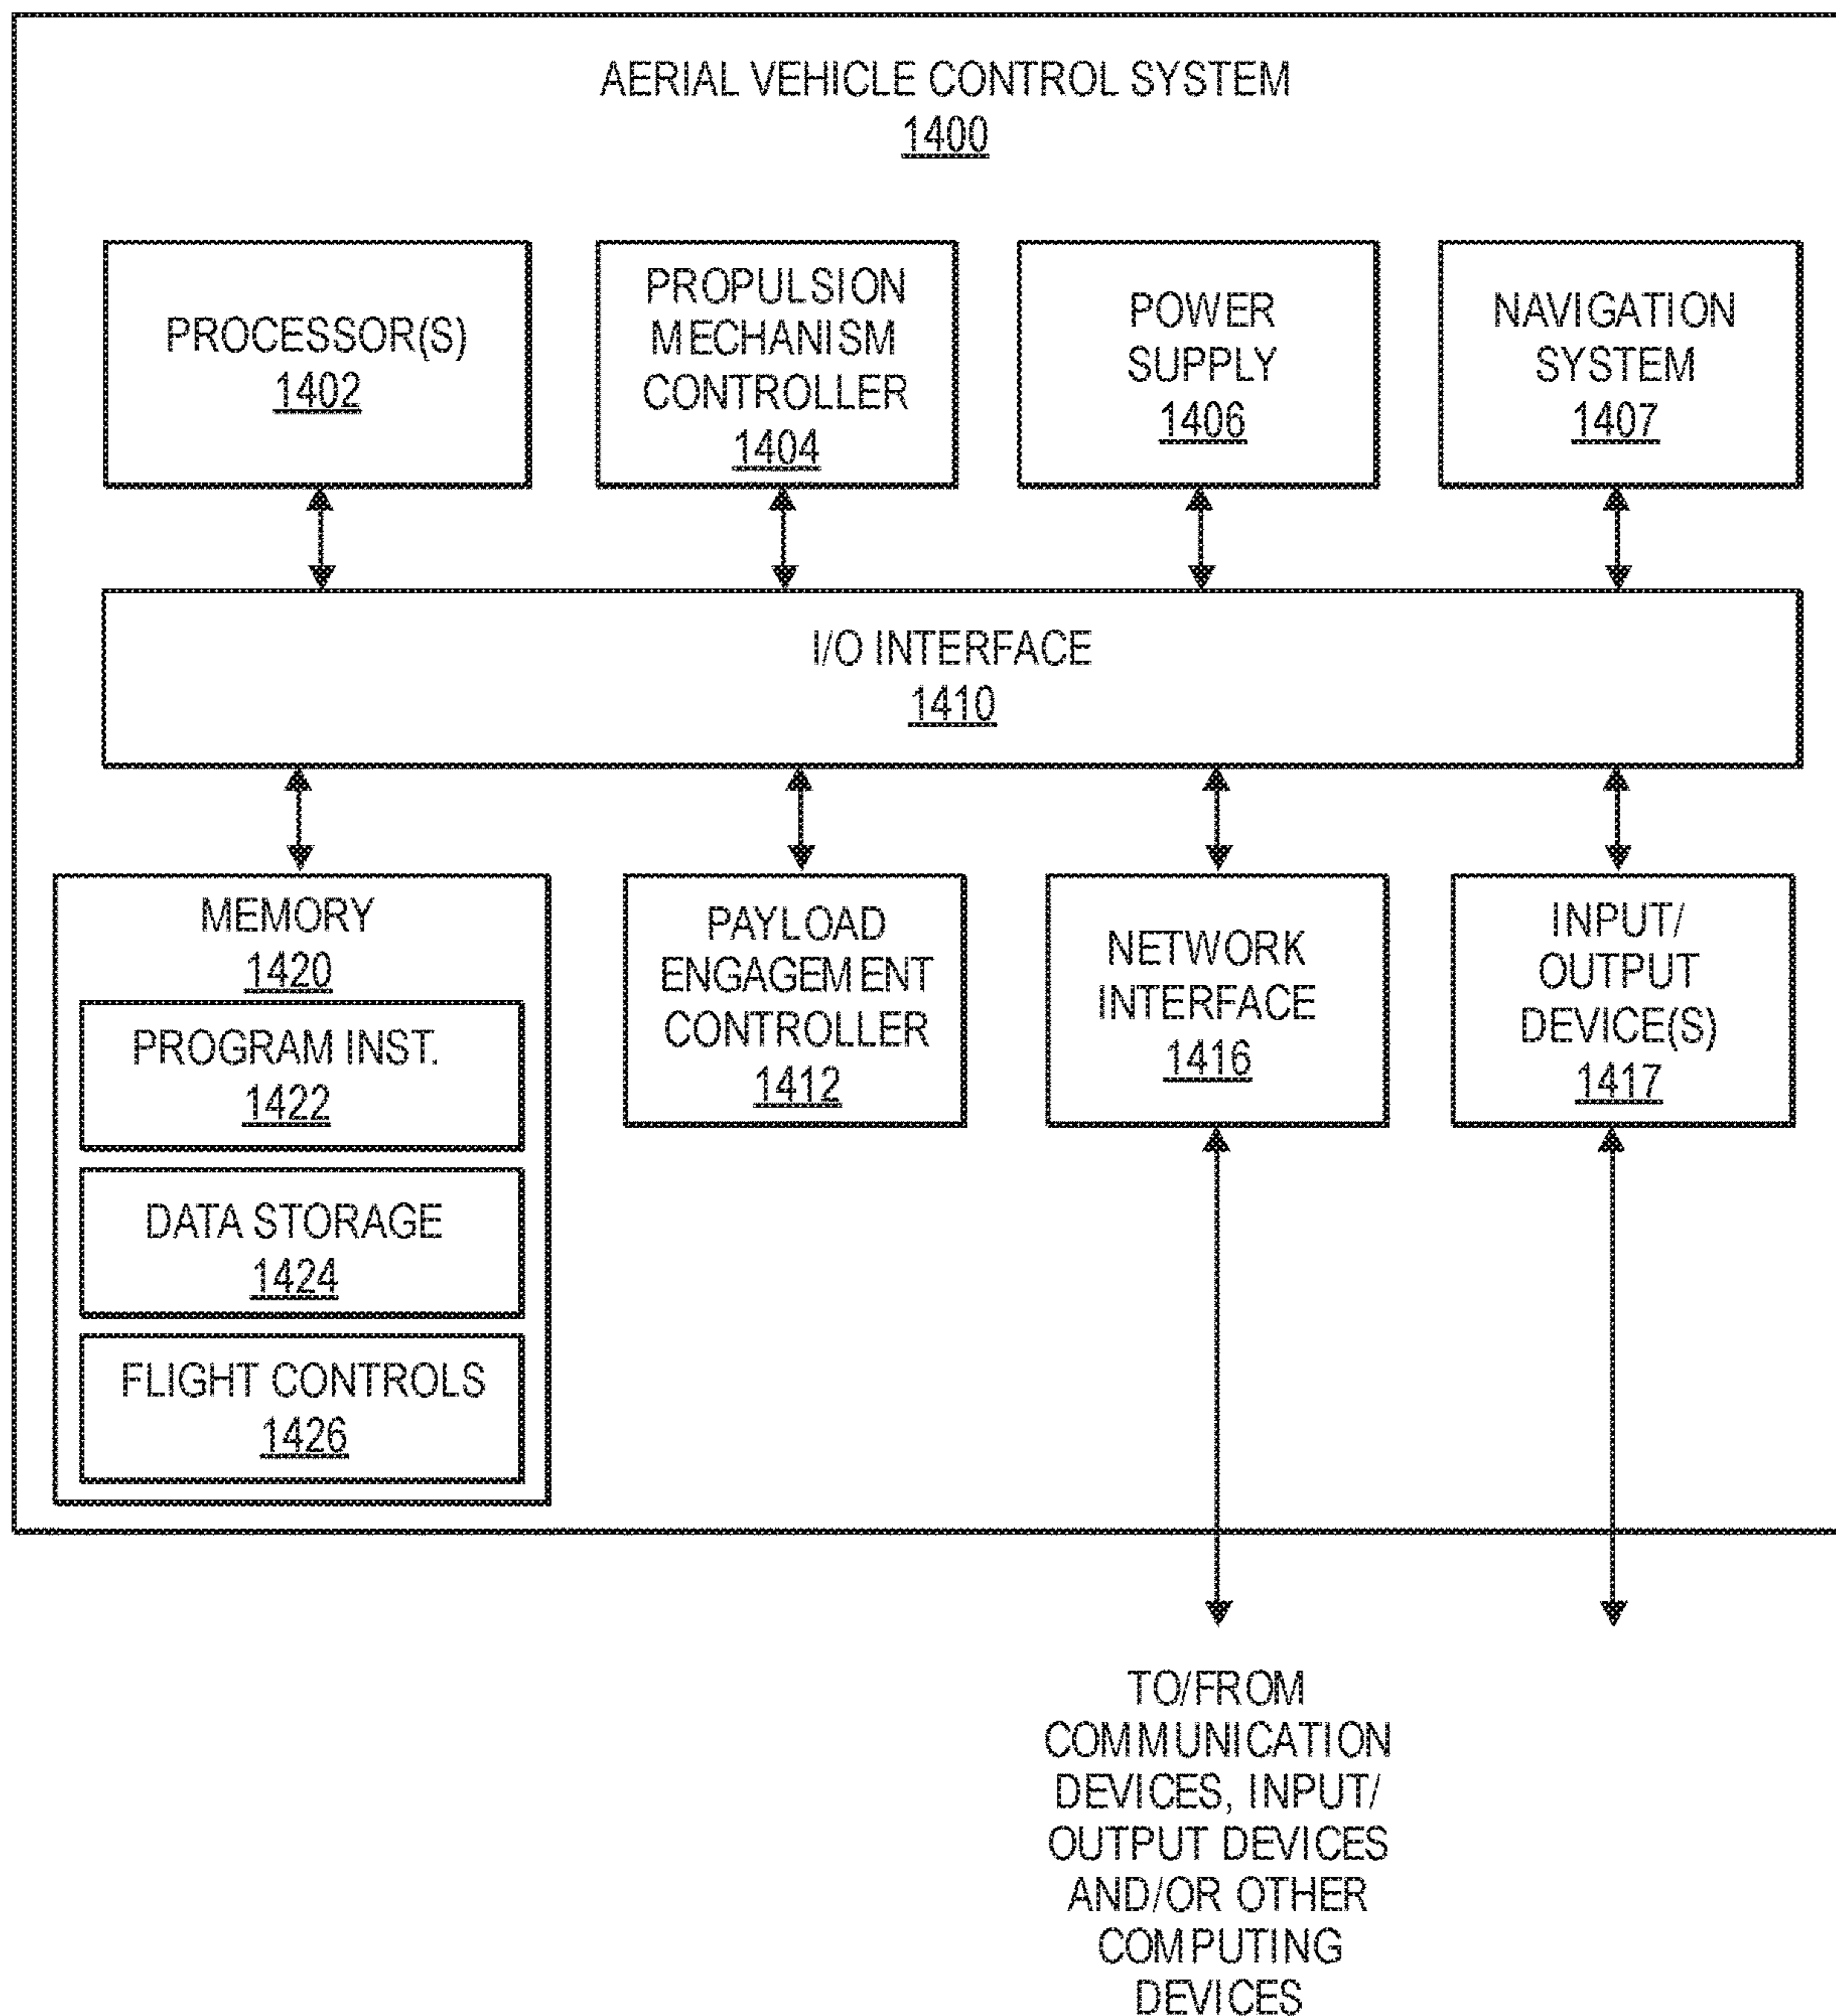 AERIAL VEHICLE CONTROL SYSTEM
1400
PROCESSOR(S)
1402
PROPULSION
MECHANISM
CONTROLLER
1404
POWER
SUPPLY
1406
NAVIGATION
SYSTEM
1407
I/O INTERFACE
1410
MEMORY
1420
PROGRAM INST.
1422
DATA STORAGE
1424
FLIGHT CONTROLS
1426
PAYLOAD
ENGAGEMENT
CONTROLLER
1412
NETWORK
INTERFACE
1416
INPUT/
OUTPUT
DEVICE(S)
1417
TO/FROM
COMMUNICATION
DEVICES, INPUT/
OUTPUT DEVICES
AND/OR OTHER
COMPUTING
DEVICES